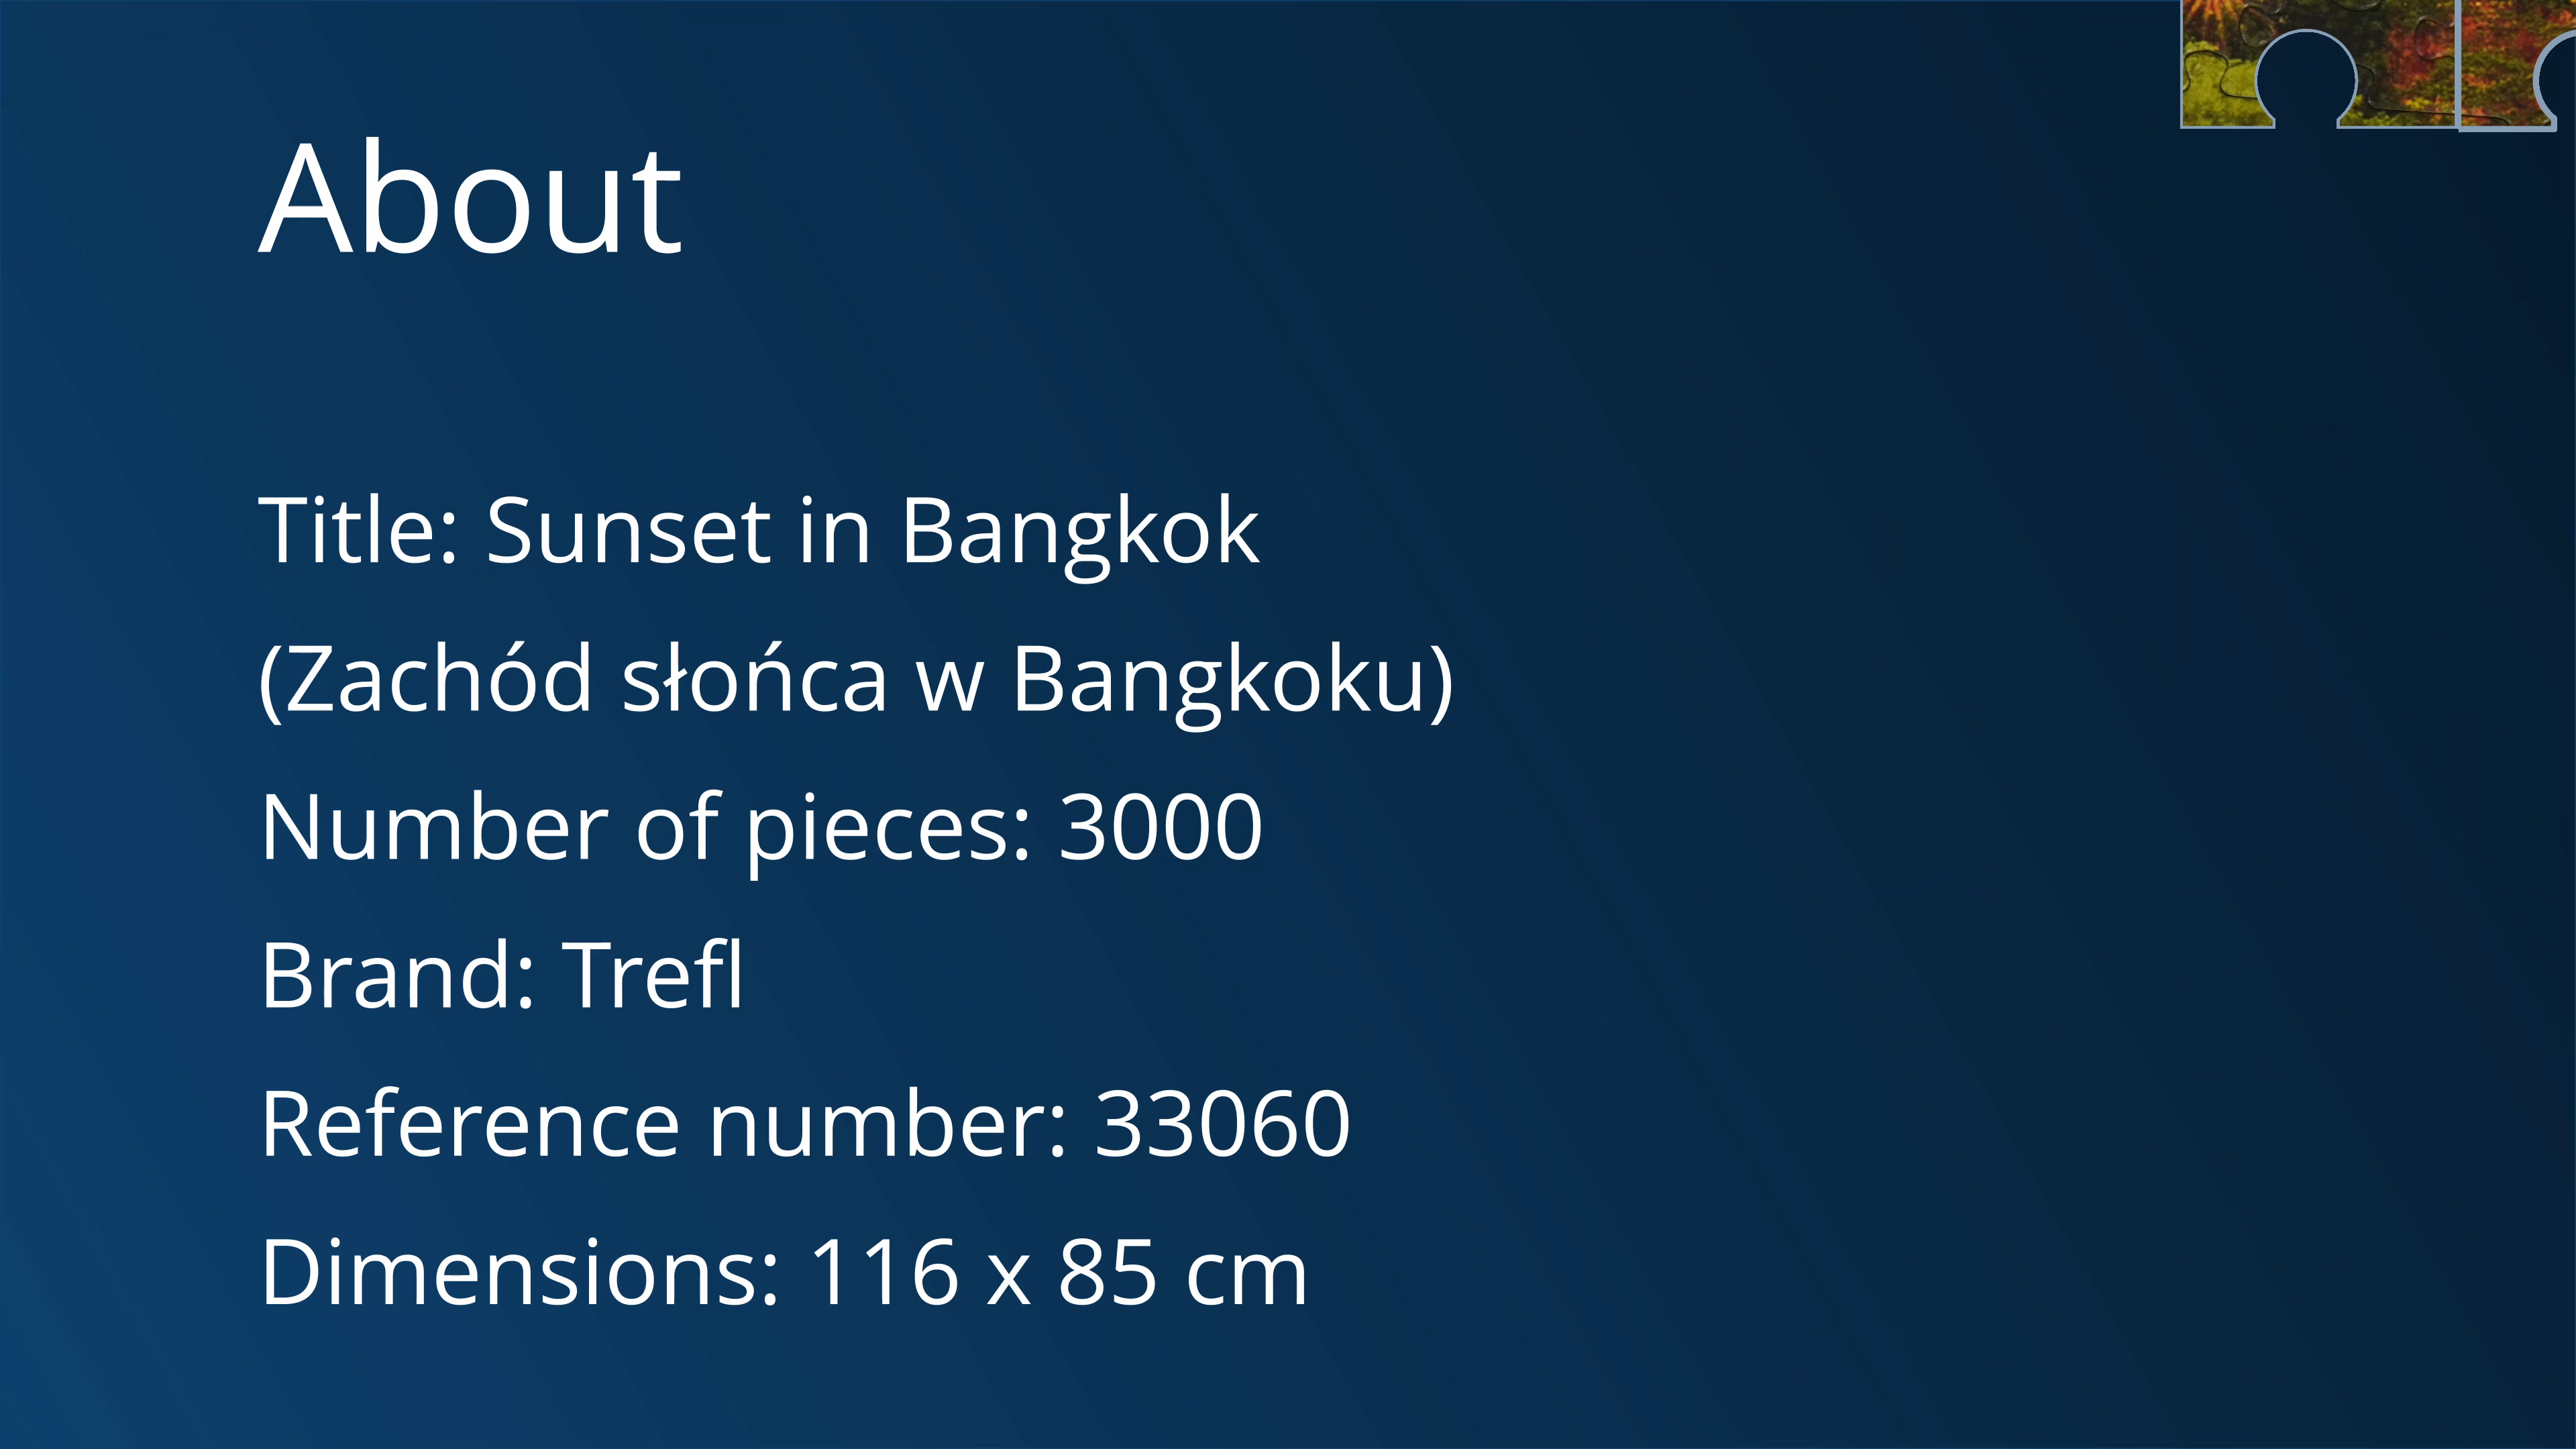 About
Title: Sunset in Bangkok
(Zachód słońca w Bangkoku)
Number of pieces: 3000
Brand: Trefl
Reference number: 33060
Dimensions: 116 x 85 cm